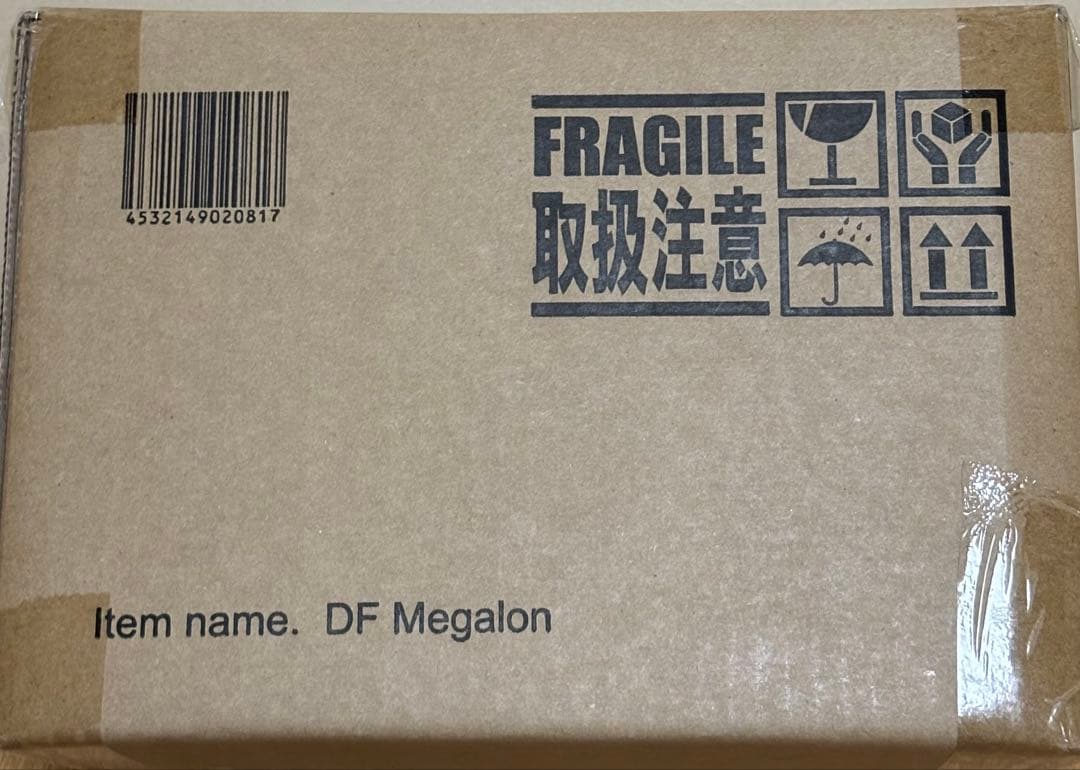 4532149020817
FRAGILE
取扱注意
Item name. DF Megalon